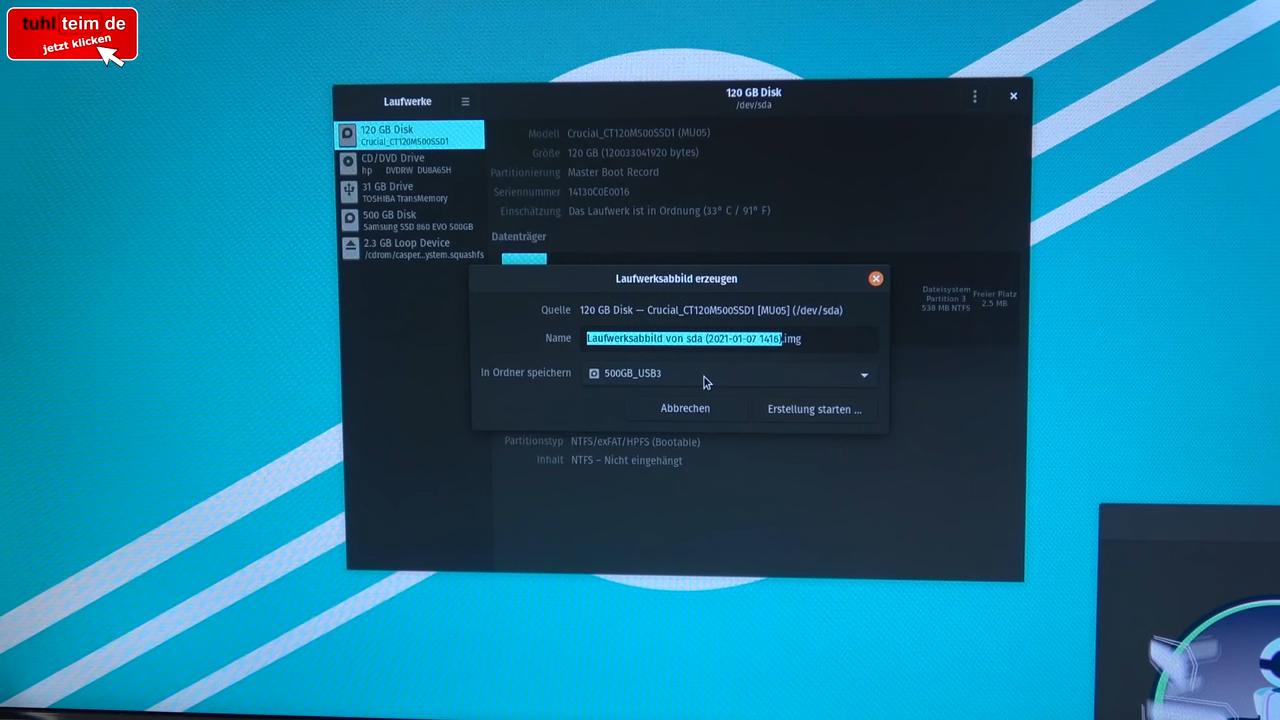 tuhl teim de
jetzt klicken
Laufwerke
120 GB Disk
/dev/sda
120 GB Disk
Crucial_CT120M500SSD1
CD/DVD Drive
hp DVDRW DU8A6SH
31 GB Drive
TOSHIBA TransMemory
500 GB Disk
Samsung SSD 860 EVO 500GB
2.3 GB Loop Device
/cdrom/casper...ystem.squashfs
Modell Crucial_CT120M500SSD1 (MU05)
Größe 120 GB (120033041920 bytes)
Partitionierung Master Boot Record
Seriennummer 14130C0E0016
Einschätzung Das Laufwerk ist in Ordnung (33° C / 91° F)
Datenträger
Dateisystem
Partition 3
538 MB NTFS
Freier Platz
2.5 MB
Laufwerksabbild erzeugen
Quelle 120 GB Disk — Crucial_CT120M500SSD1 [MU05] (/dev/sda)
Name Laufwerksabbild von sda (2021-01-07 1416).img
In Ordner speichern 500GB_USB3
Abbrechen Erstellung starten ...
Partitionstyp NTFS/exFAT/HPFS (Bootable)
Inhalt NTFS – Nicht eingehängt